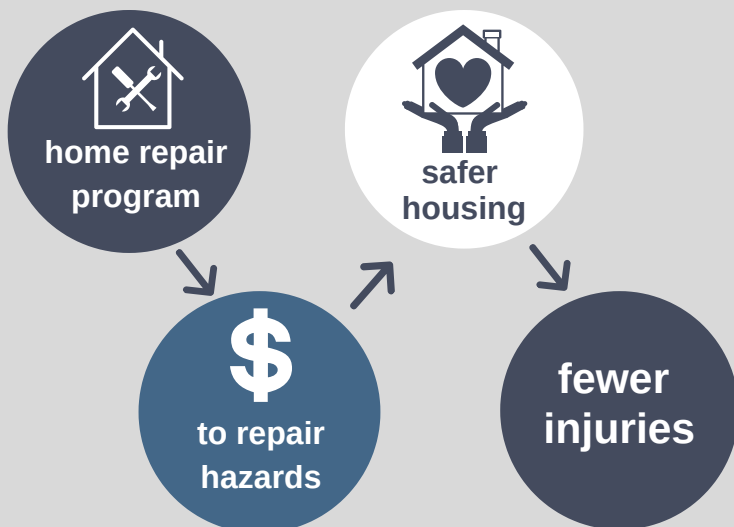 home repair
program
$
to repair
hazards
safer
housing
fewer
injuries